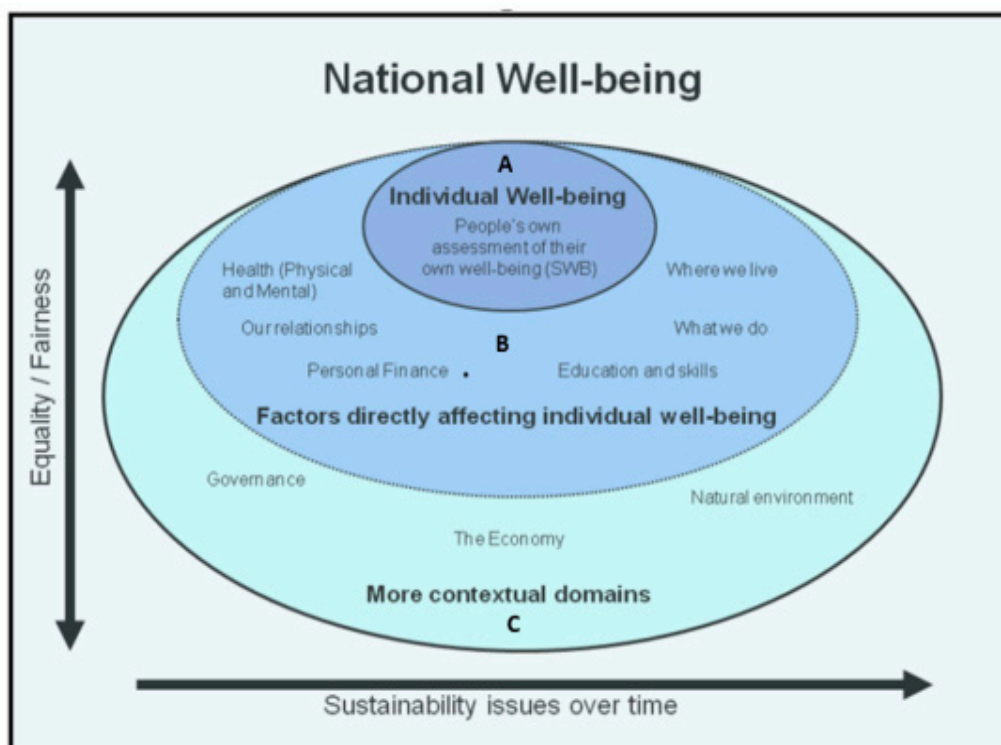 National Well-being
A
Individual Well-being
People's own
assessment of their
own well-being (SWB)
Health (Physical
and Mental)
Where we live
Our relationships
What we do
B
Personal Finance
Education and skills
Factors directly affecting individual well-being
Governance
Natural environment
The Economy
More contextual domains
C
Equality / Fairness
Sustainability issues over time